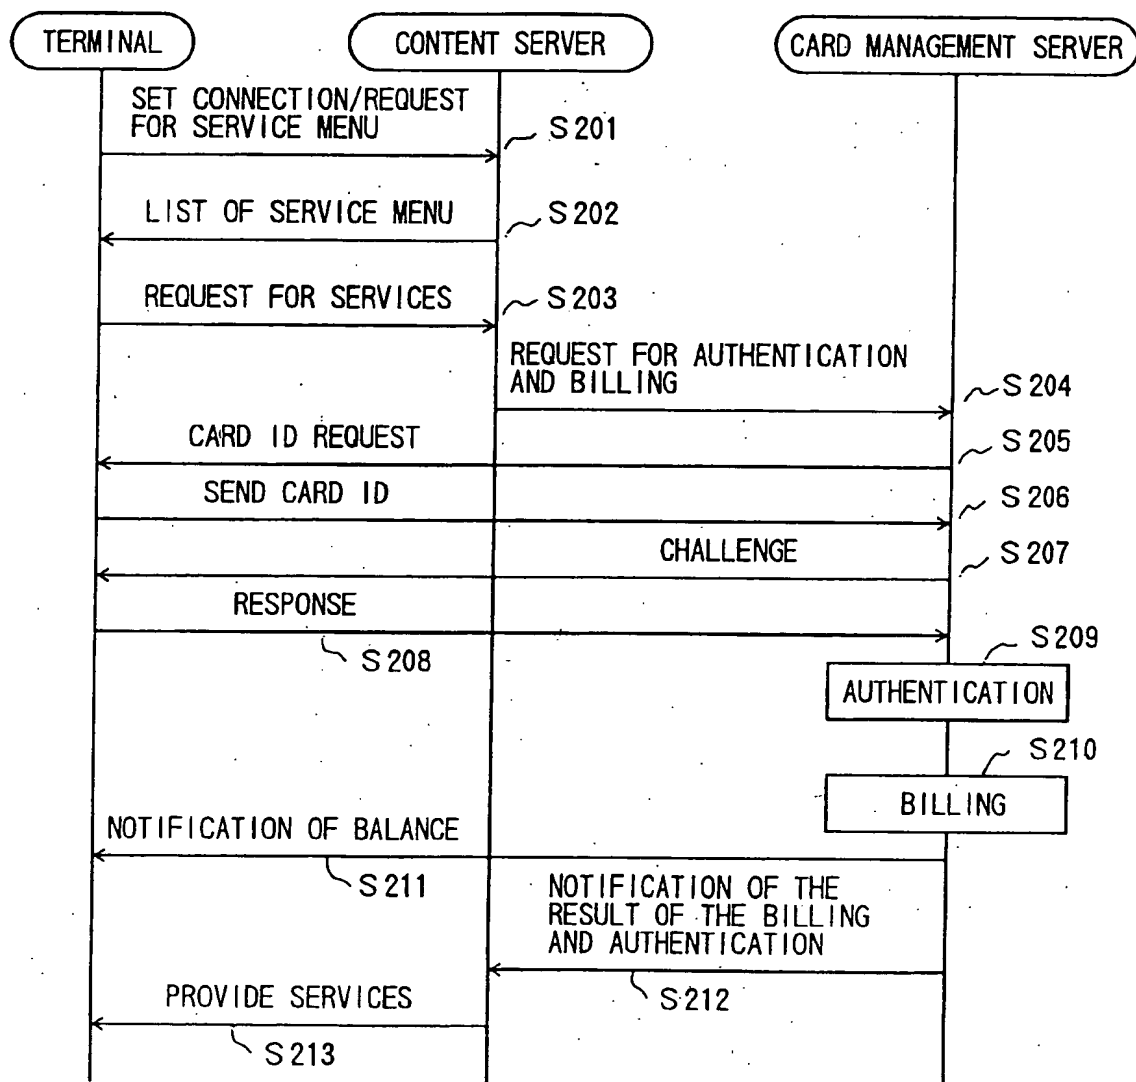 TERMINAL
CONTENT SERVER
CARD MANAGEMENT SERVER
SET CONNECTION/REQUEST
FOR SERVICE MENU
S201
LIST OF SERVICE MENU
S202
REQUEST FOR SERVICES
S203
REQUEST FOR AUTHENTICATION
AND BILLING
S204
CARD ID REQUEST
S205
SEND CARD ID
S206
CHALLENGE
S207
RESPONSE
S208
S209
AUTHENTICATION
S210
BILLING
NOTIFICATION OF BALANCE
S211
NOTIFICATION OF THE
RESULT OF THE BILLING
AND AUTHENTICATION
S212
PROVIDE SERVICES
S213